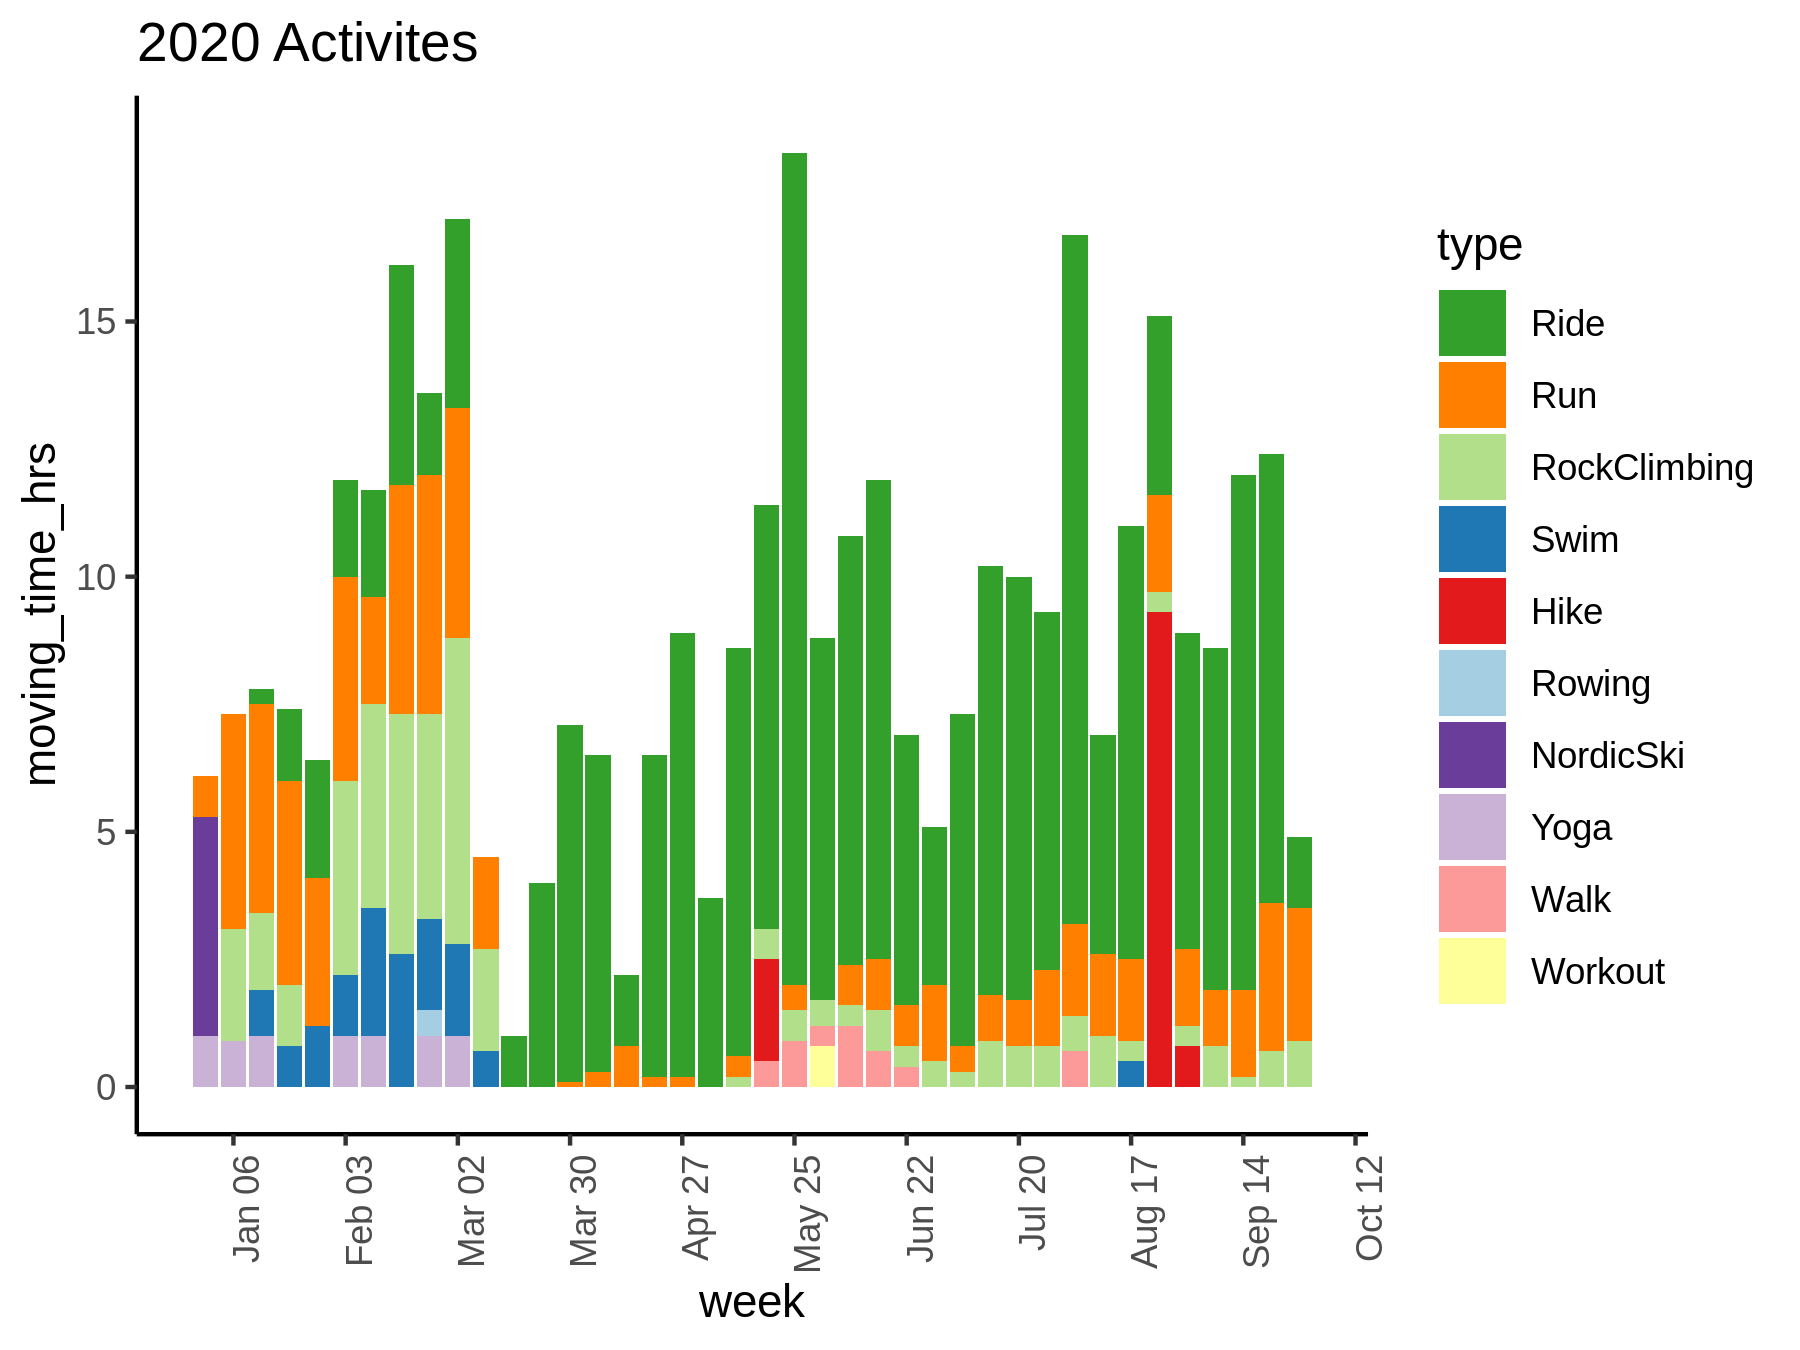 2020 Activites
moving_time_hrs
15
10
5
0
Jan 06
Feb 03
Mar 02
Mar 30
Apr 27
May 25
Jun 22
Jul 20
Aug 17
Sep 14
Oct 12
week
type
Ride
Run
RockClimbing
Swim
Hike
Rowing
NordicSki
Yoga
Walk
Workout